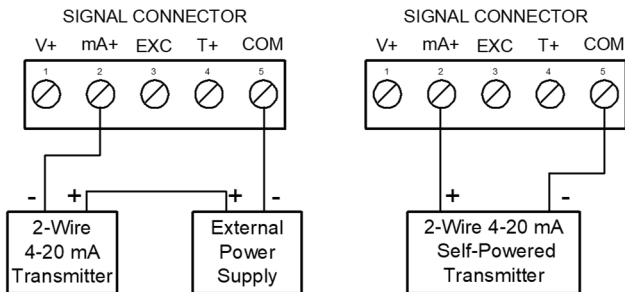 SIGNAL CONNECTOR
V+ mA+ EXC T+ COM
1 2 3 4 5
- + + -
2-Wire
4-20 mA
Transmitter
External
Power
Supply
SIGNAL CONNECTOR
V+ mA+ EXC T+ COM
1 2 3 4 5
+ -
2-Wire 4-20 mA
Self-Powered
Transmitter